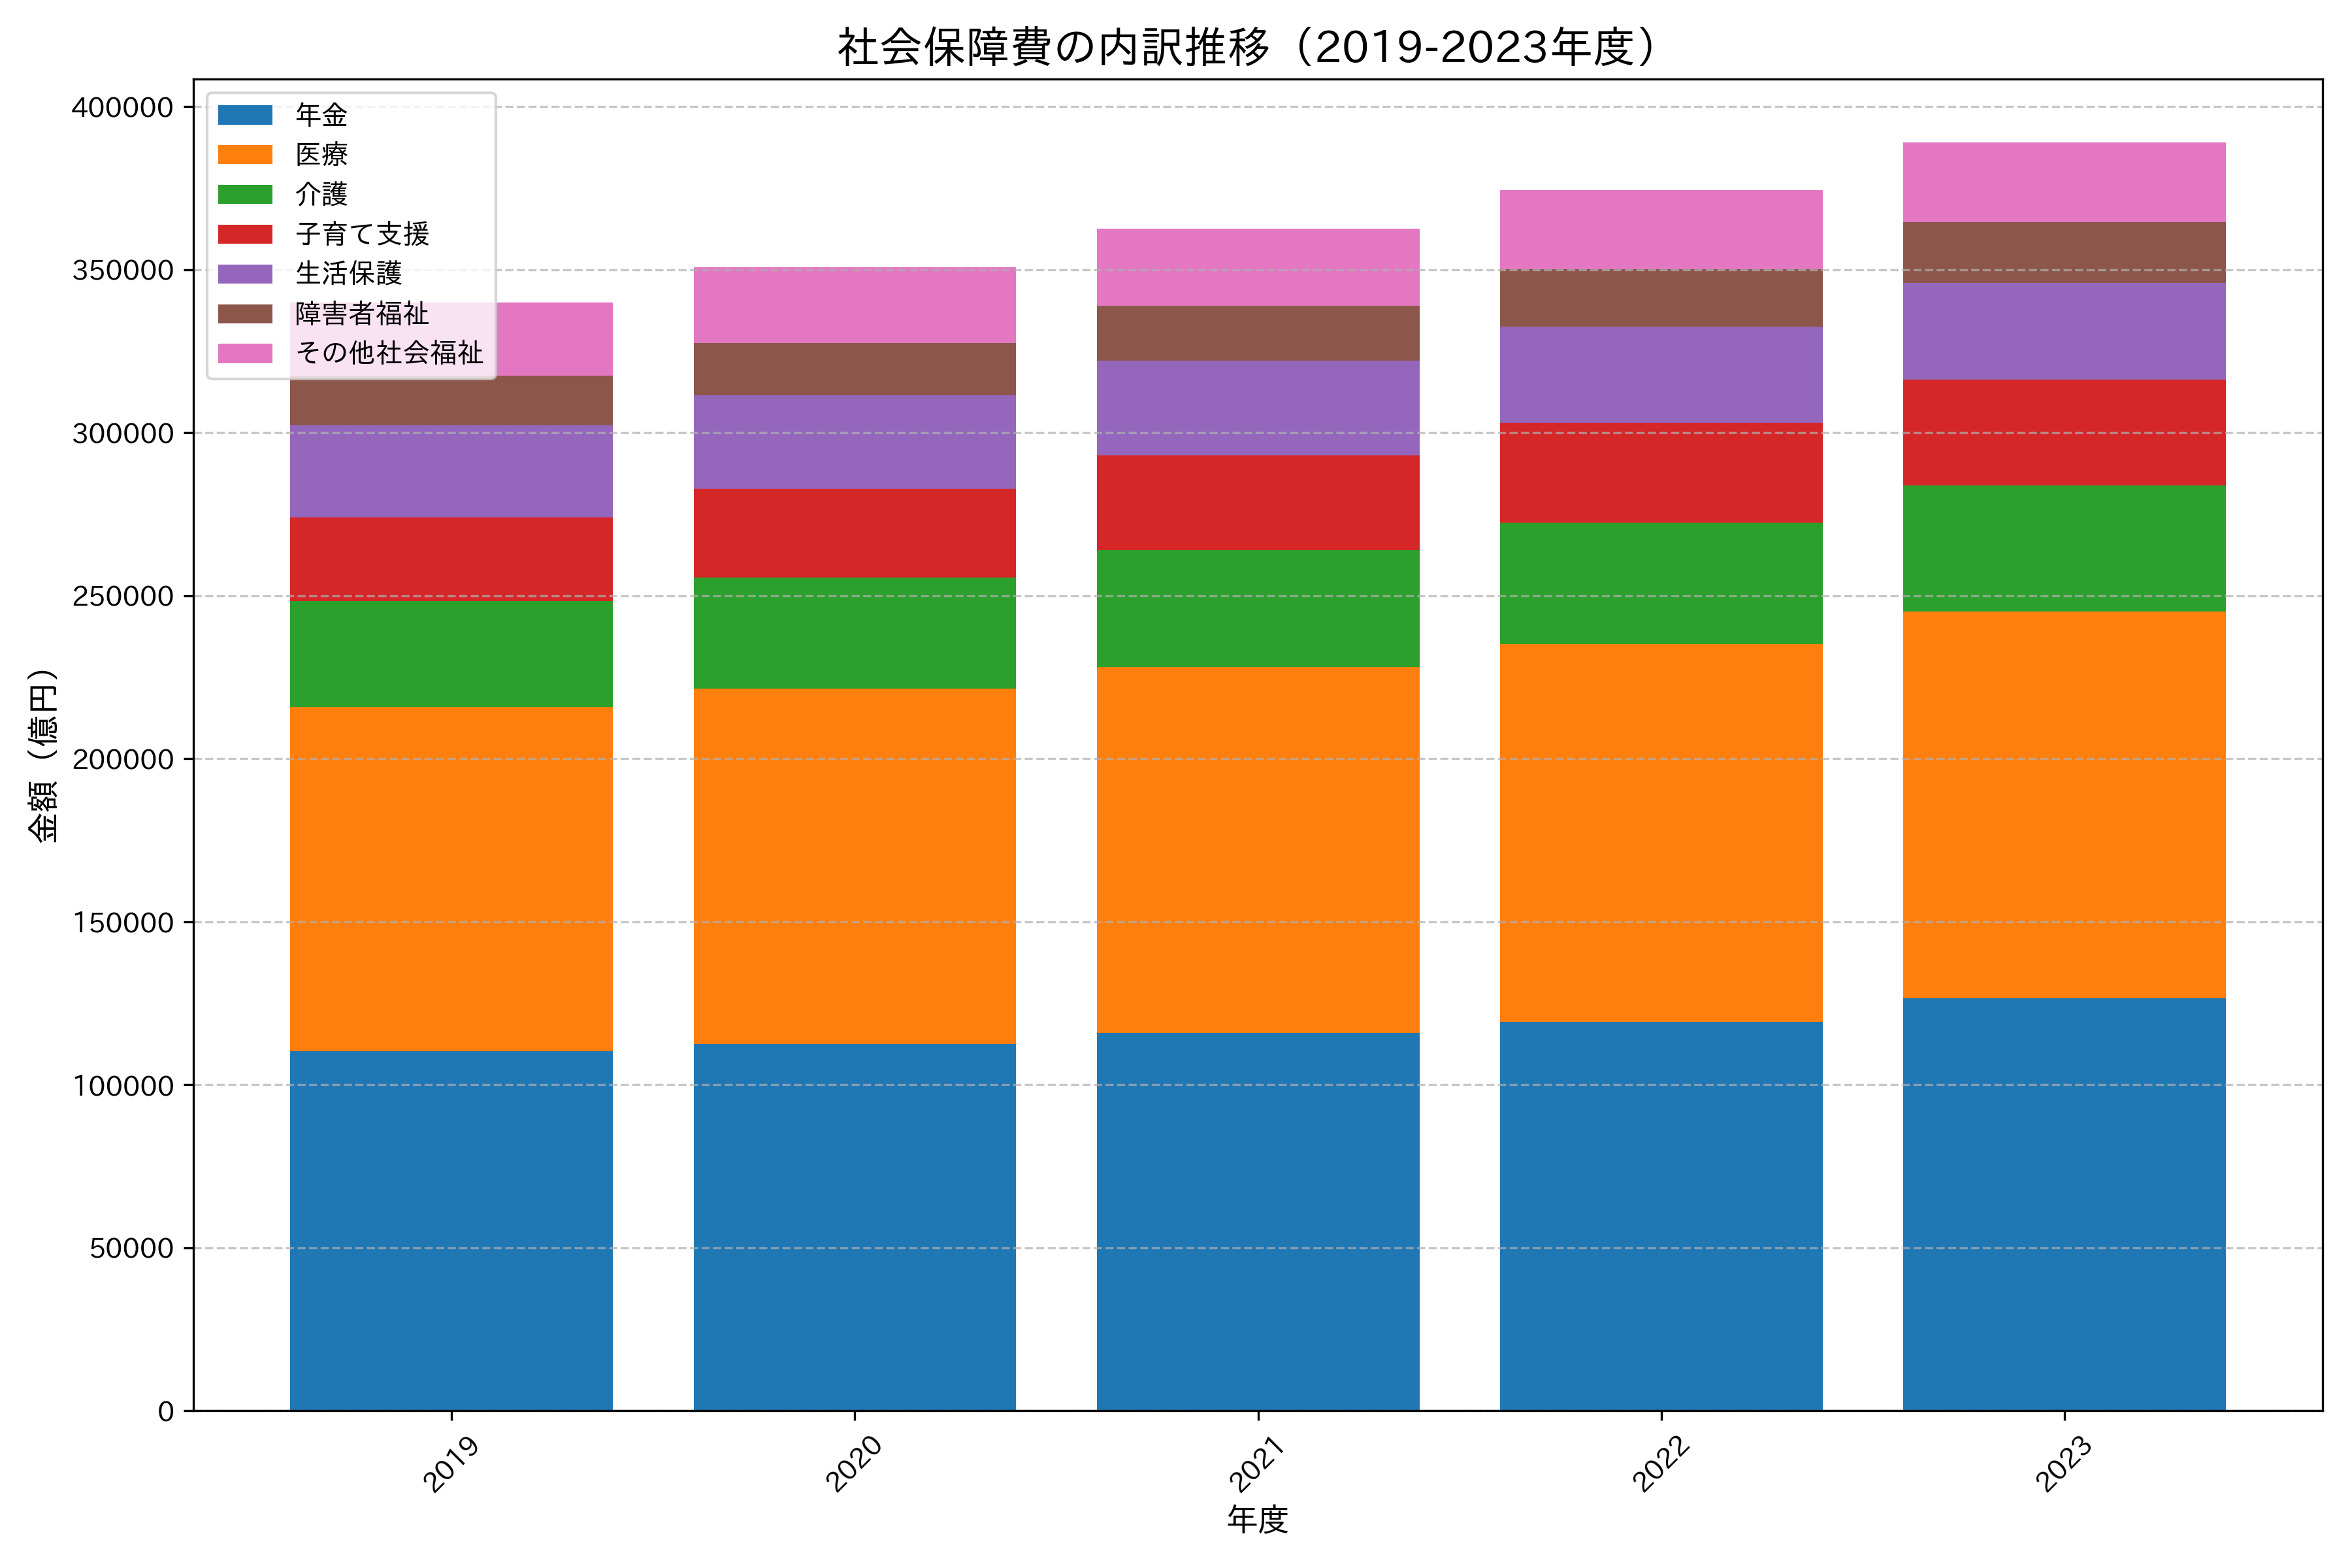 社会保障費の内訳推移（2019-2023年度）
年金
医療
介護
子育て支援
生活保護
障害者福祉
その他社会福祉
金額（億円）
400000
350000
300000
250000
200000
150000
100000
50000
0
2019
2020
2021
2022
2023
年度